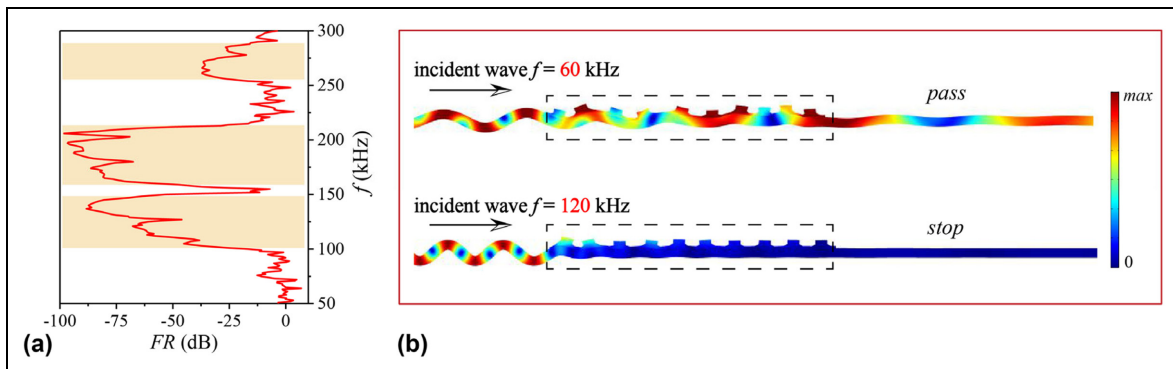 300
250
200
150
100
50
f (kHz)
-100 -75 -50 -25 0
FR (dB)
(a)
incident wave f = 60 kHz
pass
max
incident wave f = 120 kHz
stop
0
(b)